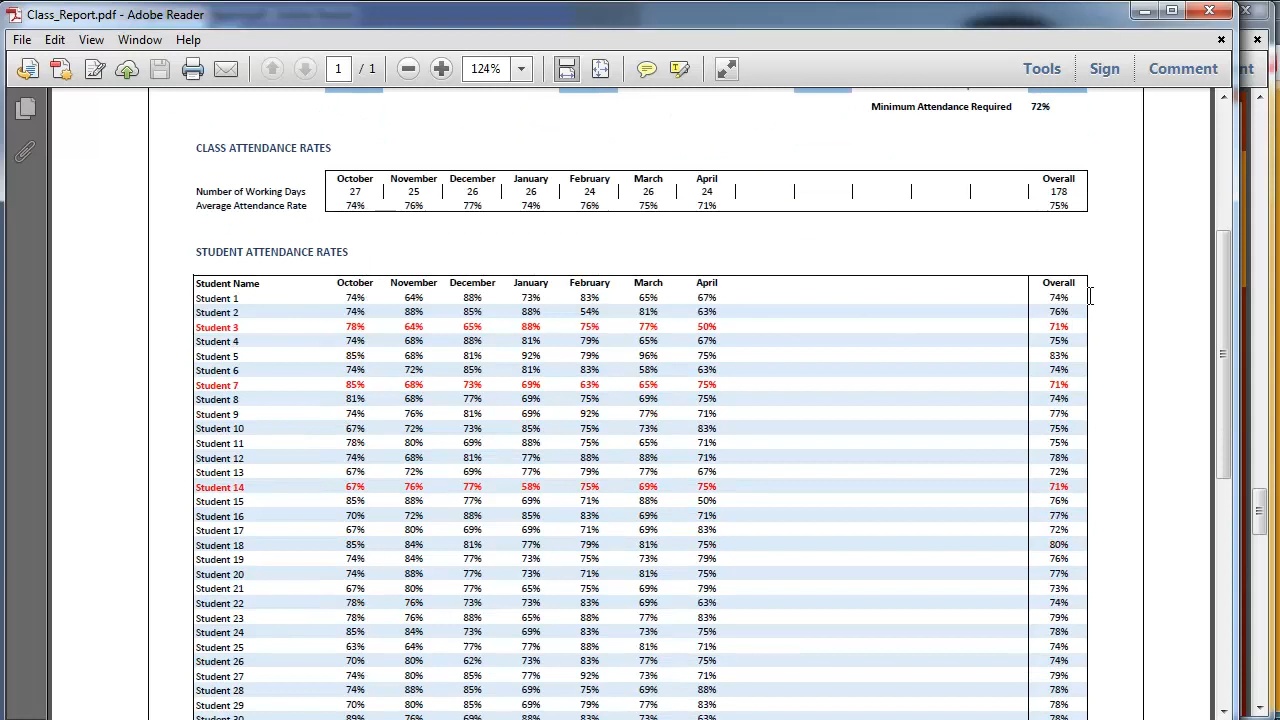 Class_Report.pdf - Adobe Reader
File Edit View Window Help
1 / 1 124% Tools Sign Comment
Minimum Attendance Required 72%
CLASS ATTENDANCE RATES
October November December January February March April Overall
Number of Working Days 27 25 26 26 24 26 24 178
Average Attendance Rate 74% 76% 77% 74% 76% 75% 71% 75%
STUDENT ATTENDANCE RATES
Student Name October November December January February March April Overall
Student 1 74% 64% 88% 73% 83% 65% 67% 74%
Student 2 74% 88% 85% 88% 54% 81% 63% 76%
Student 3 78% 64% 65% 88% 75% 77% 50% 71%
Student 4 74% 68% 88% 81% 79% 65% 67% 75%
Student 5 85% 68% 81% 92% 79% 96% 75% 83%
Student 6 74% 72% 85% 81% 83% 58% 63% 74%
Student 7 85% 68% 73% 69% 63% 65% 75% 71%
Student 8 81% 68% 77% 69% 75% 69% 75% 74%
Student 9 74% 76% 81% 69% 92% 77% 71% 77%
Student 10 67% 72% 73% 85% 75% 73% 83% 75%
Student 11 78% 80% 69% 88% 75% 65% 71% 75%
Student 12 74% 68% 81% 77% 88% 88% 71% 78%
Student 13 67% 72% 69% 77% 79% 77% 67% 72%
Student 14 67% 76% 77% 58% 75% 69% 75% 71%
Student 15 85% 88% 77% 69% 71% 88% 50% 76%
Student 16 70% 72% 88% 85% 83% 69% 71% 77%
Student 17 67% 80% 69% 69% 71% 69% 83% 72%
Student 18 85% 84% 81% 77% 79% 81% 75% 80%
Student 19 74% 84% 77% 73% 75% 73% 79% 76%
Student 20 74% 88% 77% 73% 71% 81% 75% 77%
Student 21 67% 80% 77% 65% 75% 69% 79% 73%
Student 22 78% 76% 73% 73% 83% 69% 63% 74%
Student 23 78% 76% 88% 65% 88% 77% 83% 79%
Student 24 85% 84% 73% 69% 83% 73% 75% 78%
Student 25 63% 64% 77% 77% 88% 81% 71% 74%
Student 26 70% 80% 62% 73% 83% 77% 75% 74%
Student 27 74% 80% 85% 77% 92% 73% 71% 79%
Student 28 74% 88% 85% 69% 75% 69% 88% 78%
Student 29 70% 80% 85% 69% 79% 77% 83% 78%
Student 30 89% 76% 69% 88% 83% 73% 63% 78%